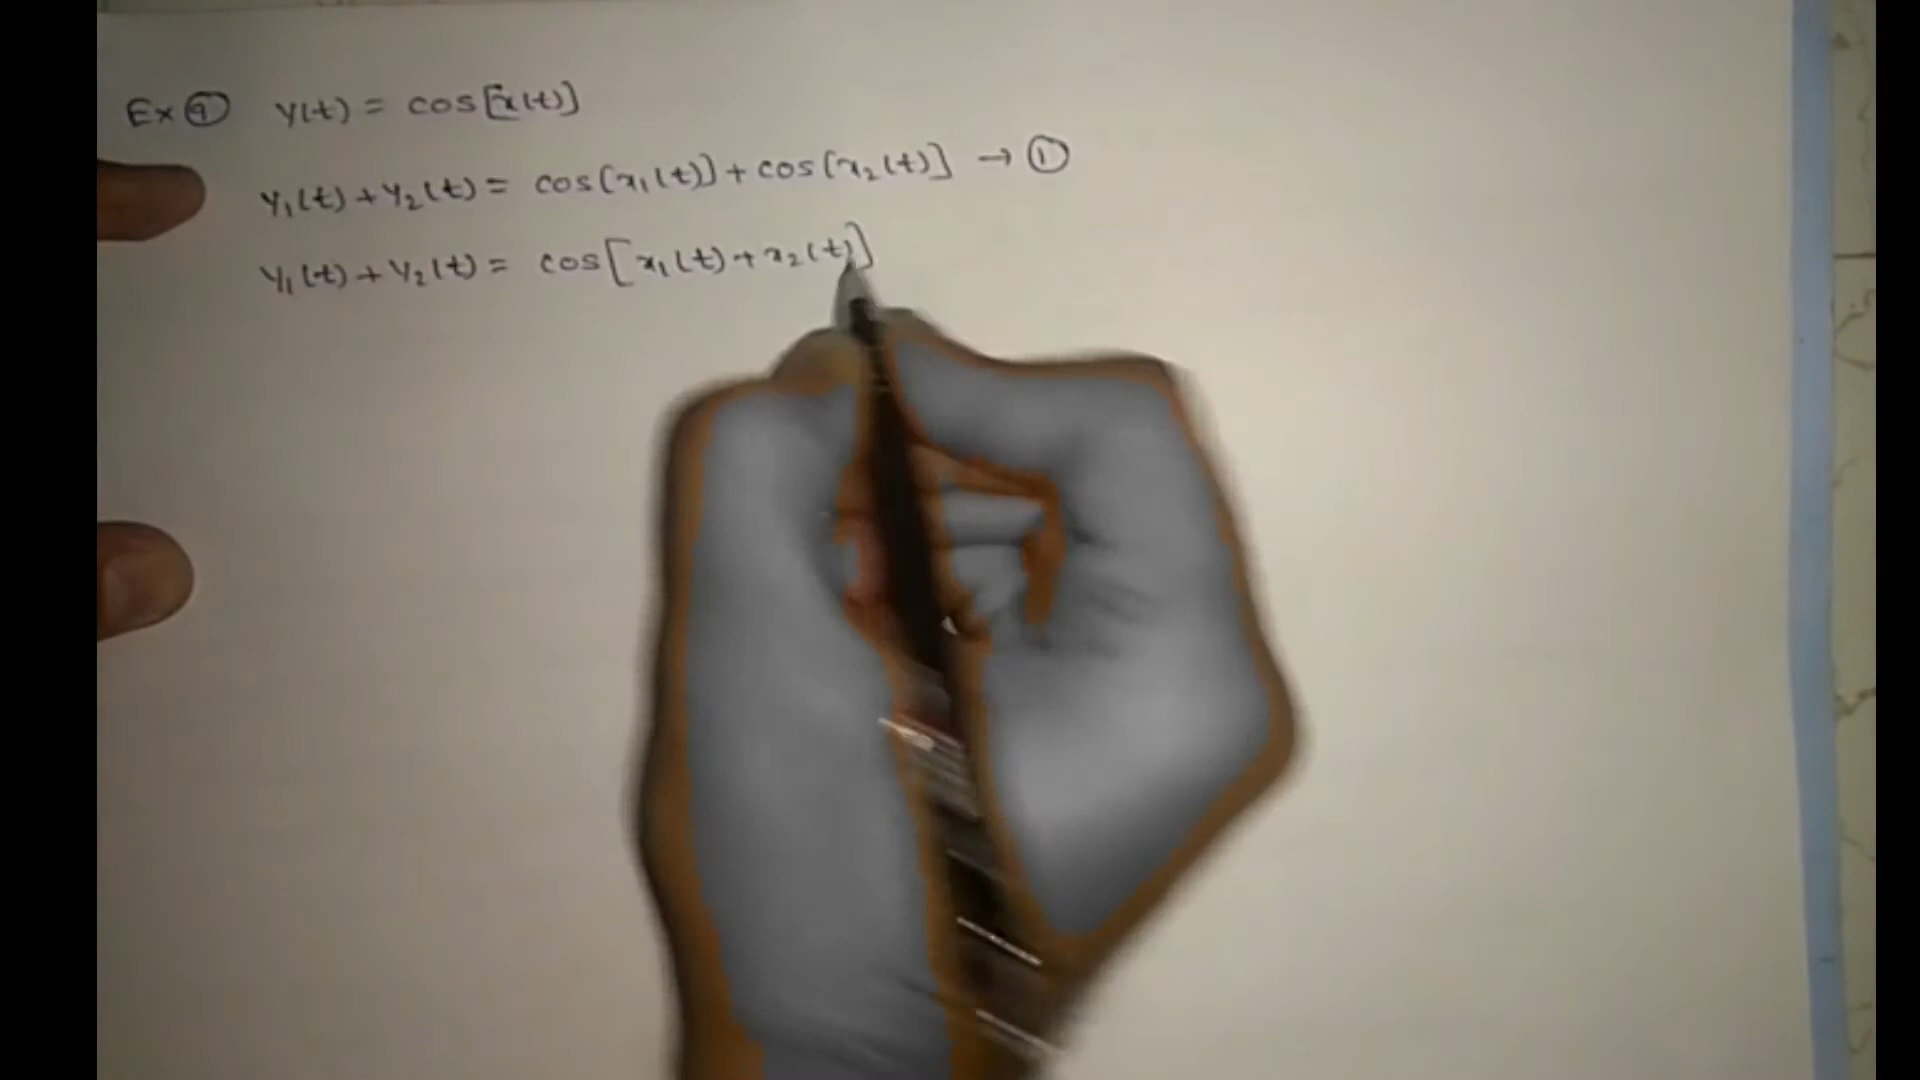 Ex ⑨ y(t) = cos[x(t)]
y₁(t) + y₂(t) = cos[x₁(t)] + cos[x₂(t)] → ①
y₁(t) + y₂(t) = cos[x₁(t) + x₂(t)]